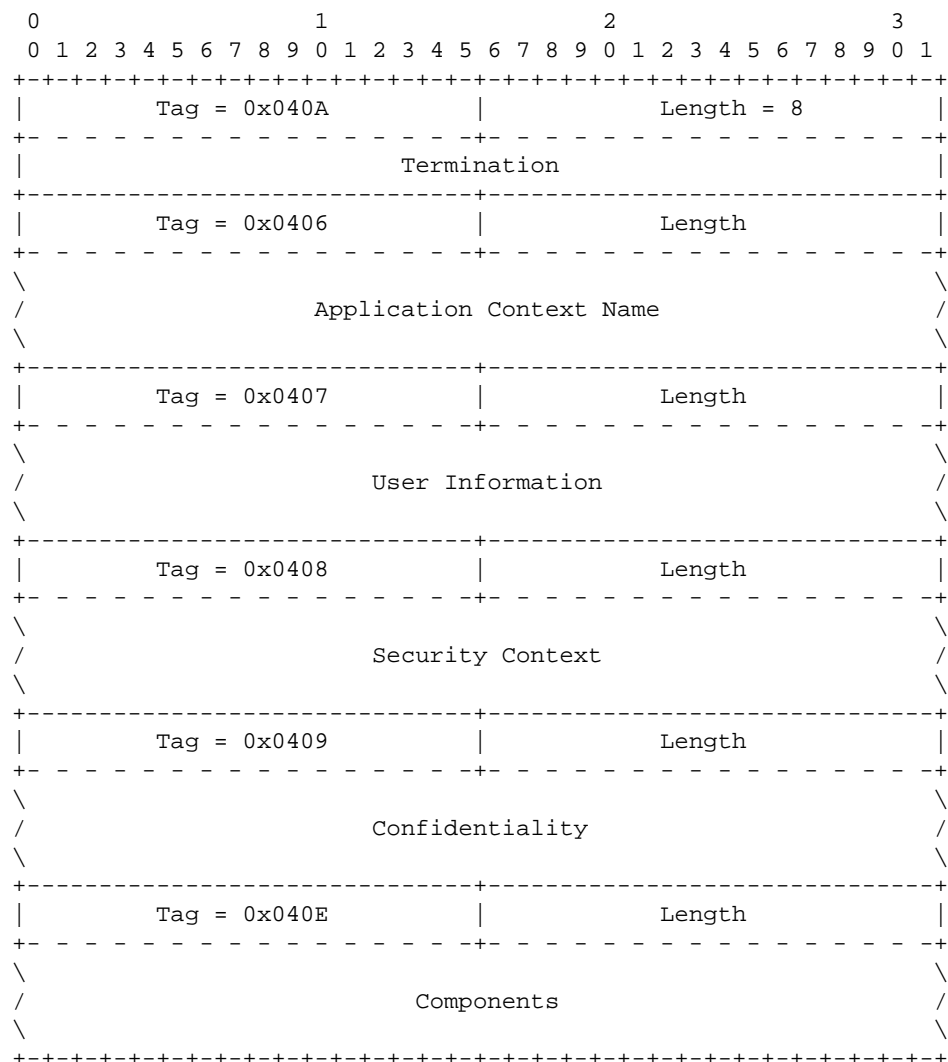 0                   1                   2                   3
 0 1 2 3 4 5 6 7 8 9 0 1 2 3 4 5 6 7 8 9 0 1 2 3 4 5 6 7 8 9 0 1
+-+-+-+-+-+-+-+-+-+-+-+-+-+-+-+-+-+-+-+-+-+-+-+-+-+-+-+-+-+-+-+-+
|         Tag = 0x040A          |            Length = 8         |
+- - - - - - - - - - - - - - - -+- - - - - - - - - - - - - - - -+
|                          Termination                          |
+-------------------------------+-------------------------------+
|         Tag = 0x0406          |            Length             |
+- - - - - - - - - - - - - - - -+- - - - - - - - - - - - - - - -+
\                                                               \
/                    Application Context Name                   /
\                                                               \
+-------------------------------+-------------------------------+
|         Tag = 0x0407          |            Length             |
+- - - - - - - - - - - - - - - -+- - - - - - - - - - - - - - - -+
\                                                               \
/                        User Information                       /
\                                                               \
+-------------------------------+-------------------------------+
|         Tag = 0x0408          |            Length             |
+- - - - - - - - - - - - - - - -+- - - - - - - - - - - - - - - -+
\                                                               \
/                        Security Context                       /
\                                                               \
+-------------------------------+-------------------------------+
|         Tag = 0x0409          |            Length             |
+- - - - - - - - - - - - - - - -+- - - - - - - - - - - - - - - -+
\                                                               \
/                        Confidentiality                        /
\                                                               \
+-------------------------------+-------------------------------+
|         Tag = 0x040E          |            Length             |
+- - - - - - - - - - - - - - - -+- - - - - - - - - - - - - - - -+
\                                                               \
/                           Components                          /
\                                                               \
+-+-+-+-+-+-+-+-+-+-+-+-+-+-+-+-+-+-+-+-+-+-+-+-+-+-+-+-+-+-+-+-+